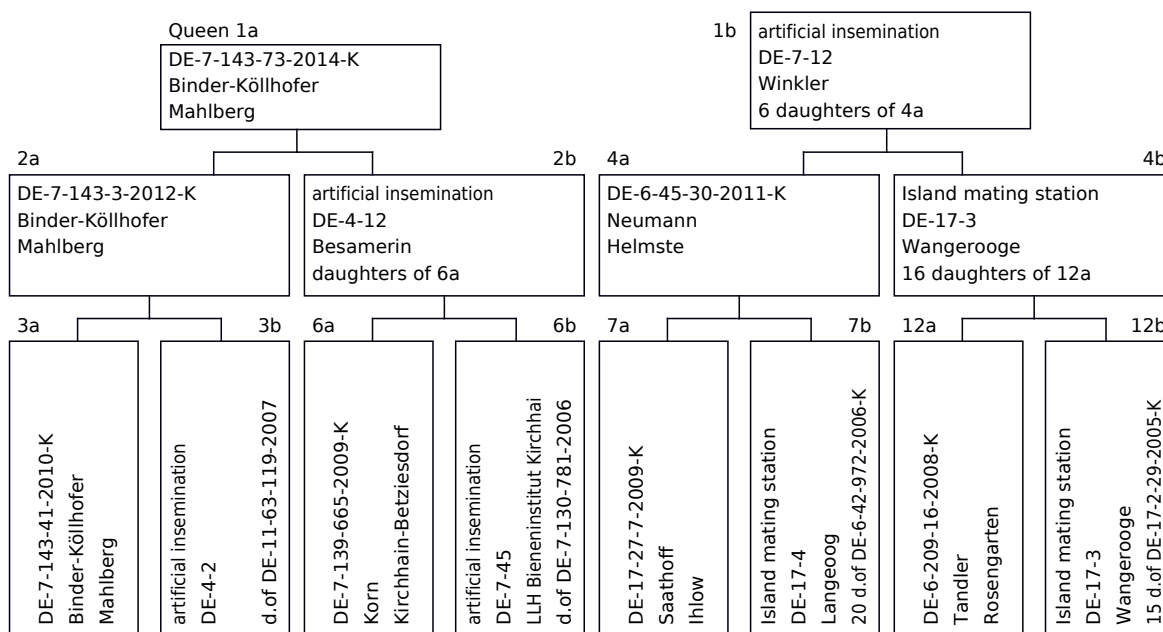 Queen 1a
DE-7-143-73-2014-K
Binder-Köllhofer
Mahlberg
1b
artificial insemination
DE-7-12
Winkler
6 daughters of 4a
2a
DE-7-143-3-2012-K
Binder-Köllhofer
Mahlberg
2b
artificial insemination
DE-4-12
Besamerin
daughters of 6a
4a
DE-6-45-30-2011-K
Neumann
Helmste
4b
Island mating station
DE-17-3
Wangerooge
16 daughters of 12a
3a
DE-7-143-41-2010-K
Binder-Köllhofer
Mahlberg
3b
artificial insemination
DE-4-2
d.of DE-11-63-119-2007
6a
DE-7-139-665-2009-K
Korn
Kirchhain-Betziesdorf
6b
artificial insemination
DE-7-45
LLH Bieneninstitut Kirchhai
d.of DE-7-130-781-2006
7a
DE-17-27-7-2009-K
Saathoff
Ihlow
7b
Island mating station
DE-17-4
Langeoog
20 d.of DE-6-42-972-2006-K
12a
DE-6-209-16-2008-K
Tandler
Rosengarten
12b
Island mating station
DE-17-3
Wangerooge
15 d.of DE-17-2-29-2005-K